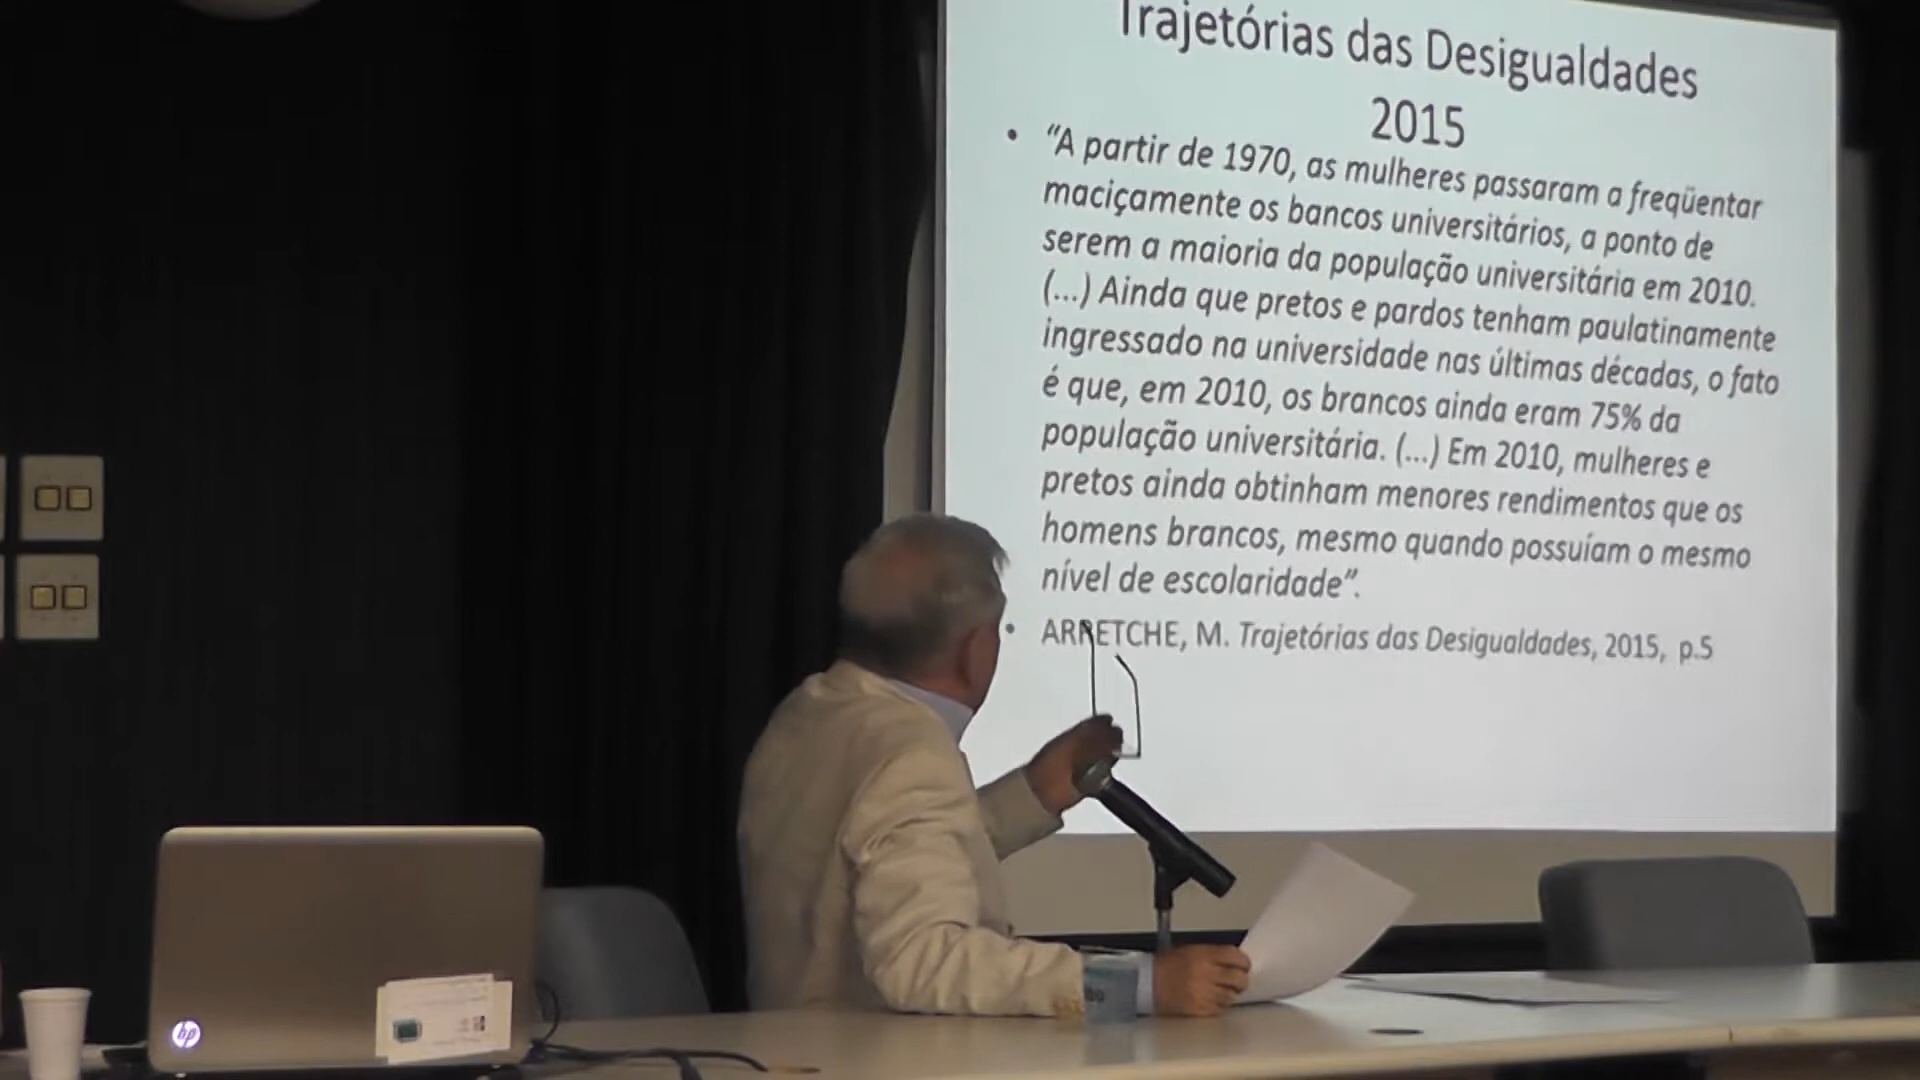 Trajetórias das Desigualdades
2015
• “A partir de 1970, as mulheres passaram a freqüentar
maciçamente os bancos universitários, a ponto de
serem a maioria da população universitária em 2010.
(...) Ainda que pretos e pardos tenham paulatinamente
ingressado na universidade nas últimas décadas, o fato
é que, em 2010, os brancos ainda eram 75% da
população universitária. (...) Em 2010, mulheres e
pretos ainda obtinham menores rendimentos que os
homens brancos, mesmo quando possuíam o mesmo
nível de escolaridade”.
• ARRETCHE, M. Trajetórias das Desigualdades, 2015, p.5
hp